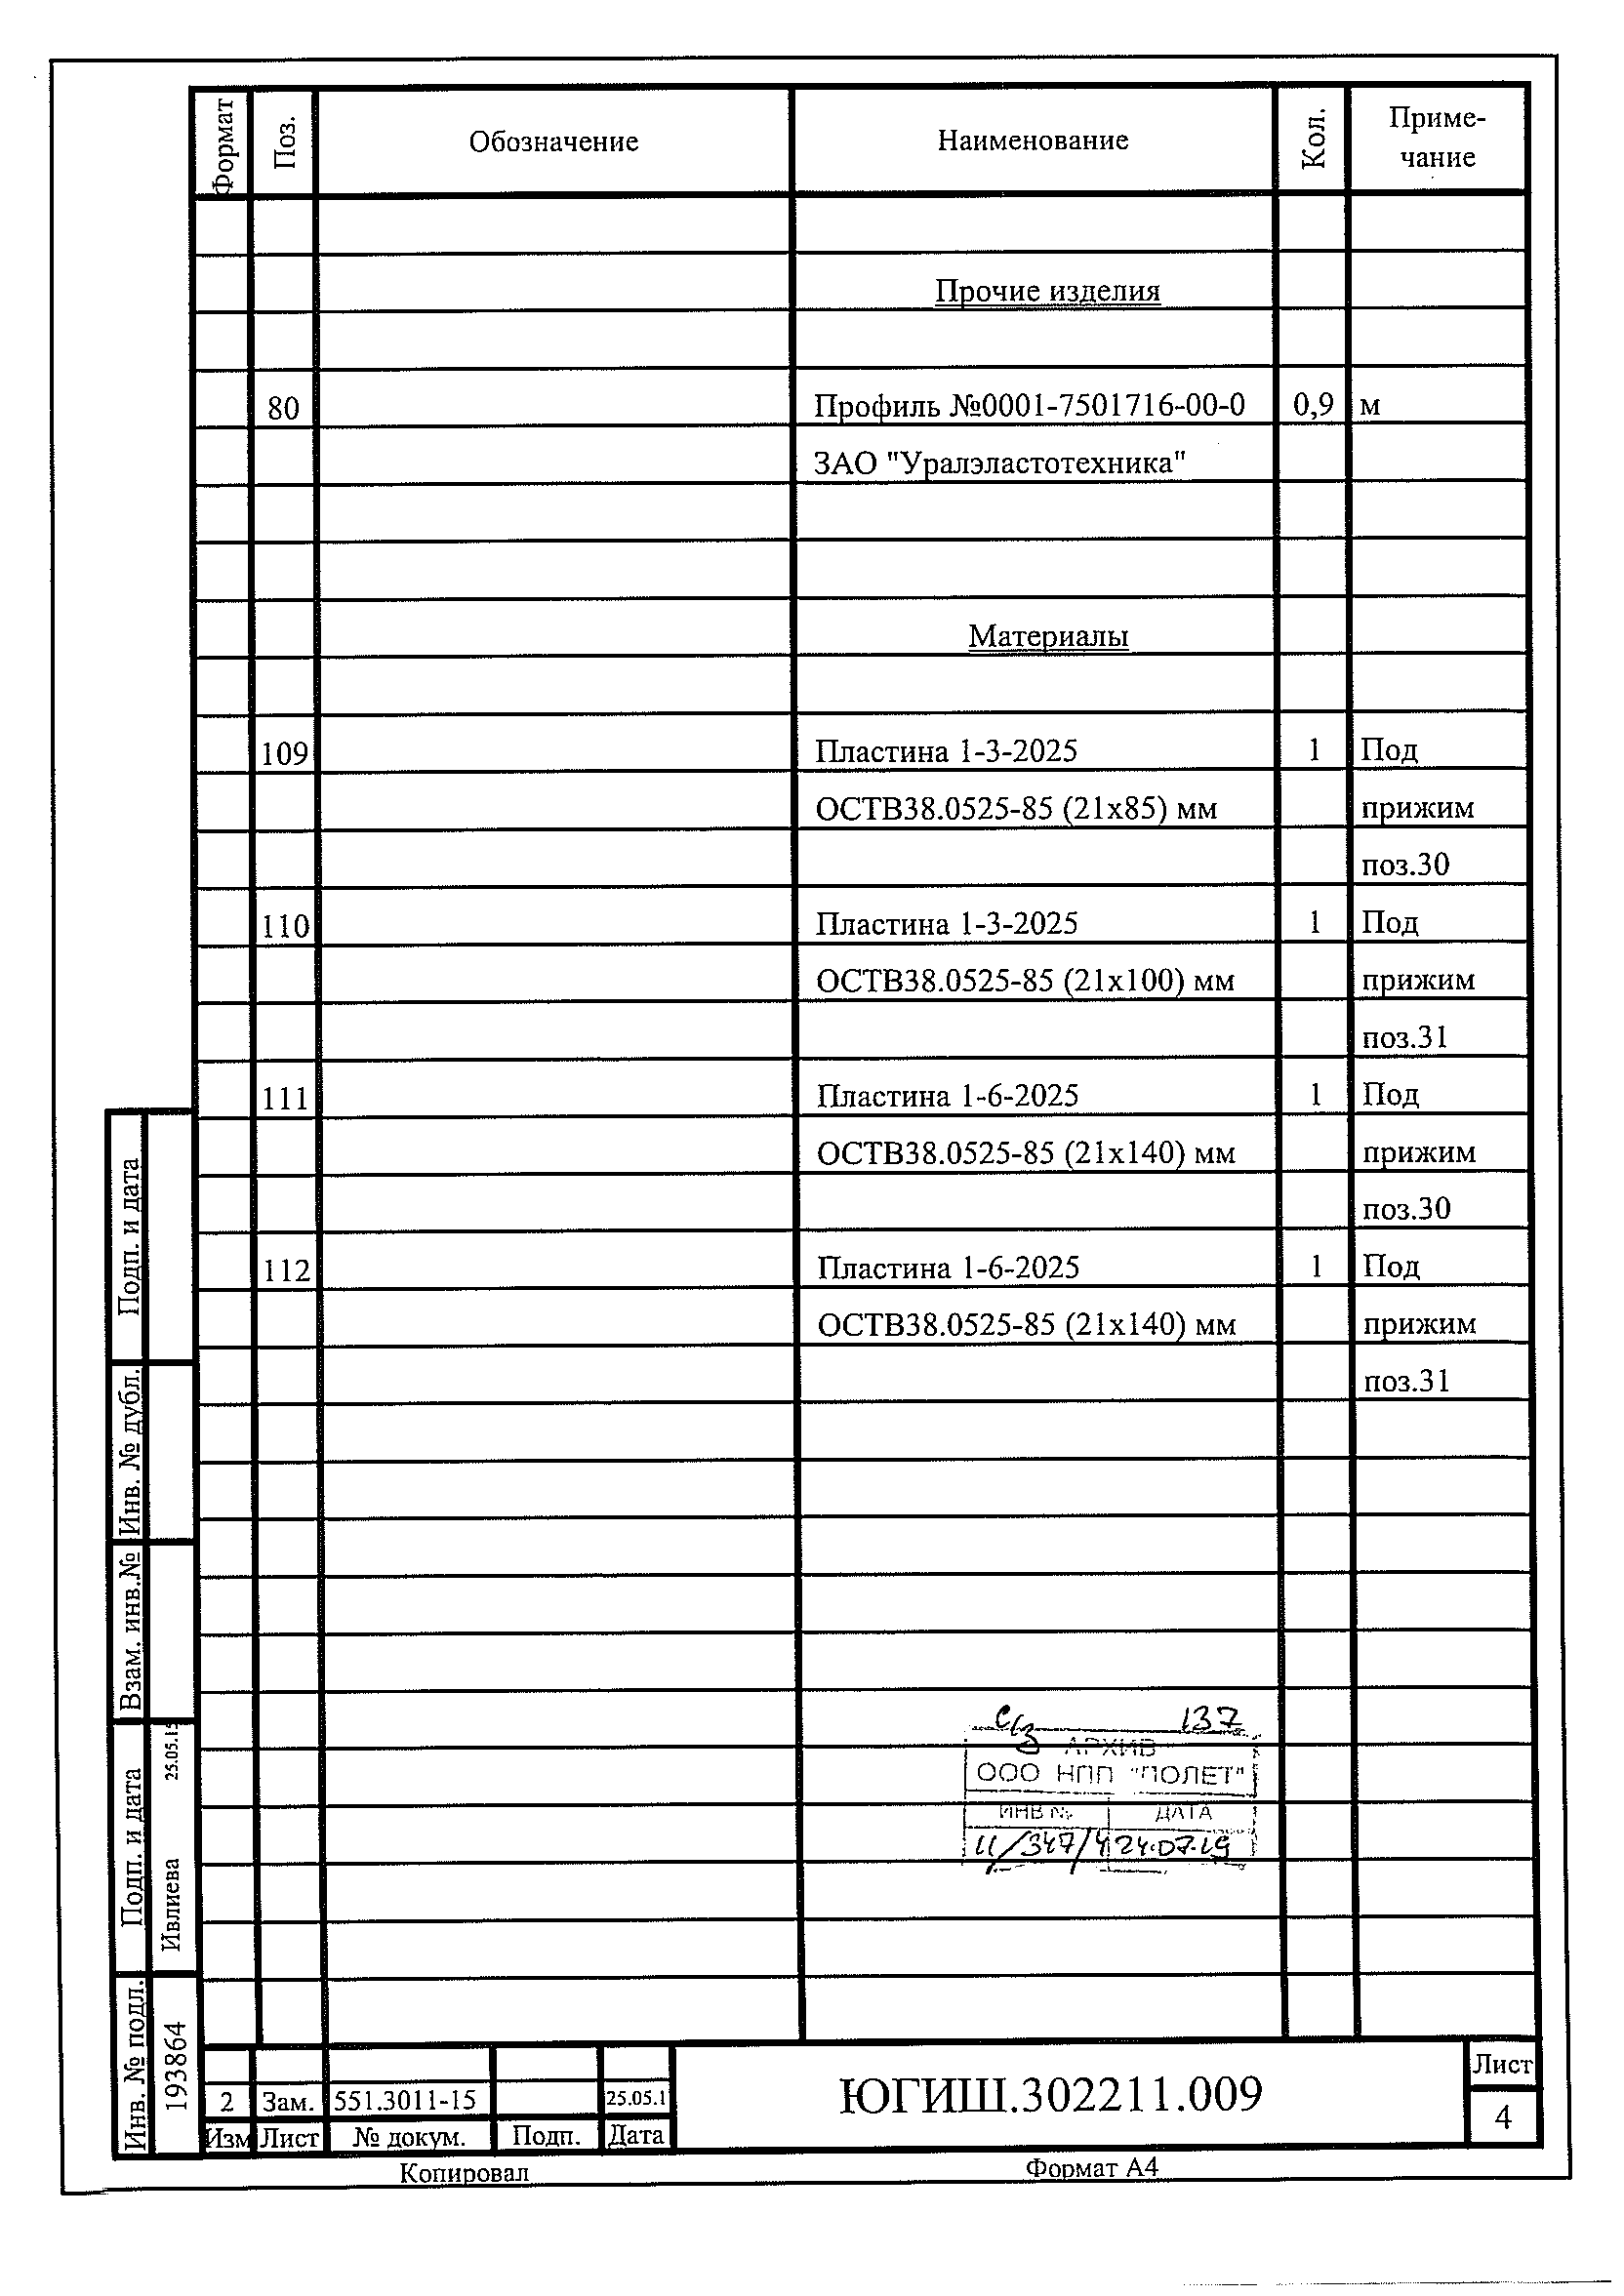 Формат
Поз.
Обозначение
Наименование
Кол.
Приме-
чание
Прочие изделия
80 Профиль №0001-7501716-00-0 0,9 м
ЗАО "Уралэластотехника"
Материалы
109 Пластина 1-3-2025 1 Под
ОСТВ38.0525-85 (21х85) мм прижим
поз.30
110 Пластина 1-3-2025 1 Под
ОСТВ38.0525-85 (21х100) мм прижим
поз.31
111 Пластина 1-6-2025 1 Под
ОСТВ38.0525-85 (21х140) мм прижим
поз.30
112 Пластина 1-6-2025 1 Под
ОСТВ38.0525-85 (21х140) мм прижим
поз.31
Подп. и дата
Инв. № дубл.
Взам. инв.№
Подп. и дата
Ивлиева 25.05.15
Инв. № подл.
193864
с/з 137
АРХИВ
ООО НПП "ПОЛЕТ"
ИНВ № ДАТА
11/347/4 24.07.19
2 Зам. 551.3011-15 25.05.1
Изм Лист № докум. Подп. Дата
ЮГИШ.302211.009
Лист
4
Копировал Формат А4